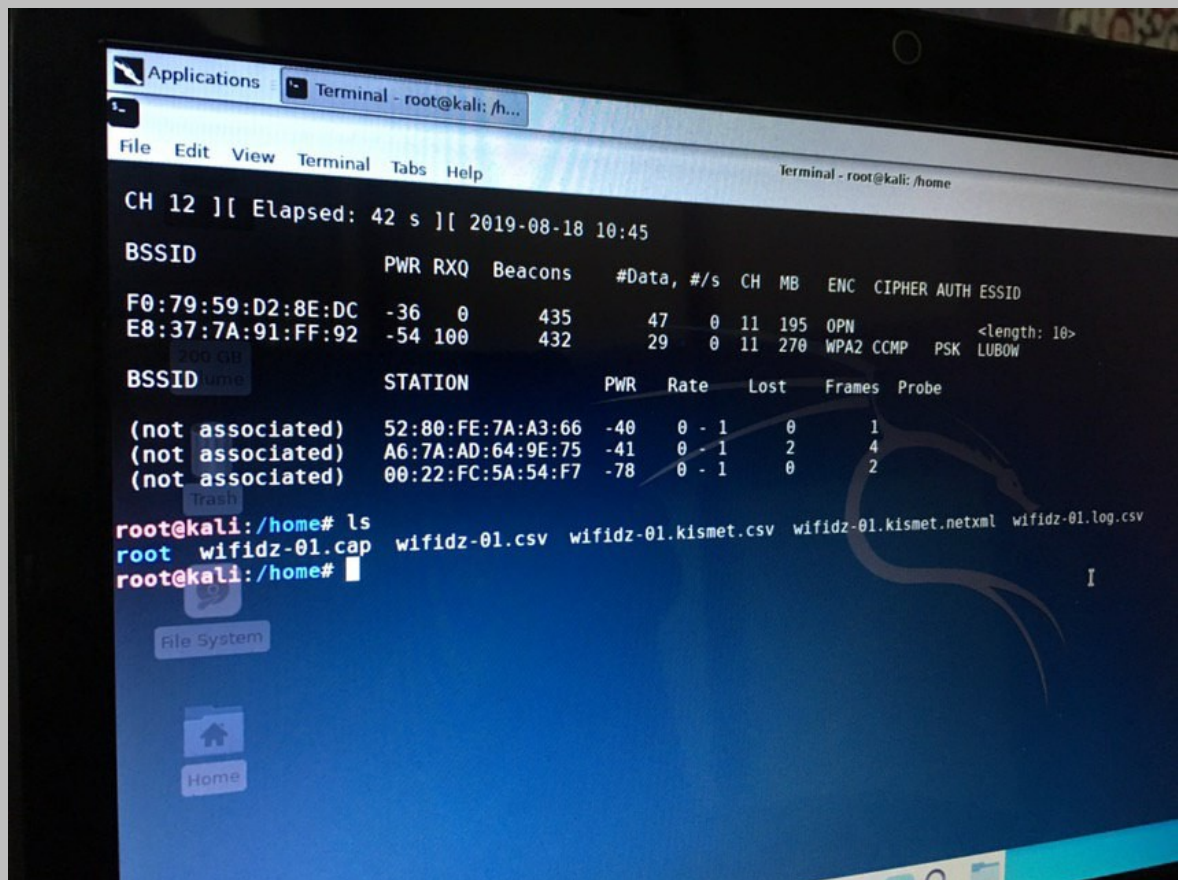 Applications
Terminal - root@kali: /h...
File Edit View Terminal Tabs Help
Terminal - root@kali: /home
CH 12 ][ Elapsed: 42 s ][ 2019-08-18 10:45
BSSID PWR RXQ Beacons #Data, #/s CH MB ENC CIPHER AUTH ESSID
F0:79:59:D2:8E:DC -36 0 435 47 0 11 195 OPN <length: 10>
E8:37:7A:91:FF:92 -54 100 432 29 0 11 270 WPA2 CCMP PSK LUBOW
200 GB
BSSID STATION PWR Rate Lost Frames Probe
(not associated) 52:80:FE:7A:A3:66 -40 0 - 1 0 1
(not associated) A6:7A:AD:64:9E:75 -41 0 - 1 2 4
(not associated) 00:22:FC:5A:54:F7 -78 0 - 1 0 2
Trash
root@kali:/home# ls
root wifidz-01.cap wifidz-01.csv wifidz-01.kismet.csv wifidz-01.kismet.netxml wifidz-01.log.csv
root@kali:/home#
File System
Home